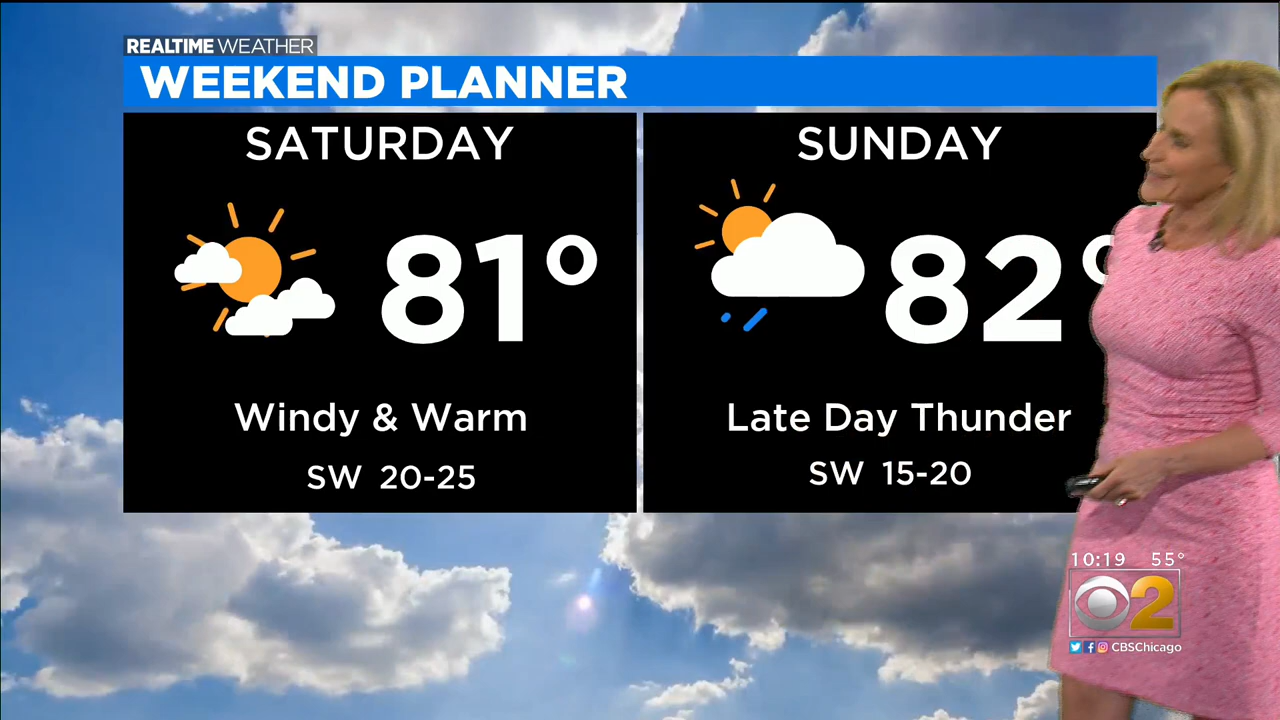 REALTIME WEATHER
WEEKEND PLANNER
SATURDAY
81°
Windy & Warm
SW 20-25
SUNDAY
82°
Late Day Thunder
SW 15-20
10:19 55°
2
CBSChicago